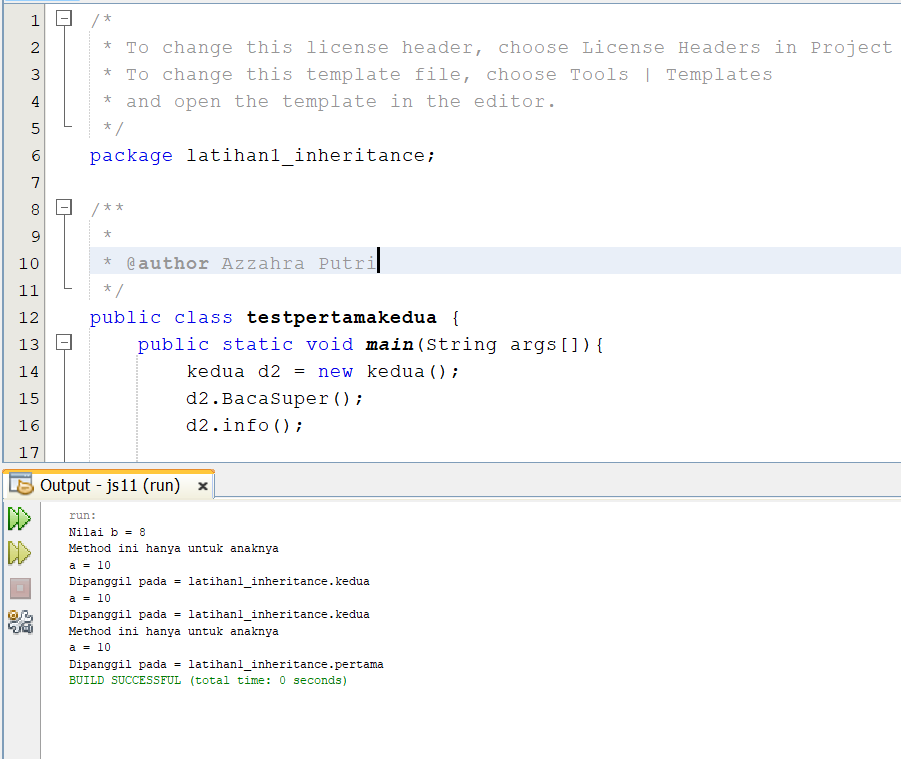 1 /*
2  * To change this license header, choose License Headers in Project
3  * To change this template file, choose Tools | Templates
4  * and open the template in the editor.
5  */
6 package latihan1_inheritance;
7
8 /**
9  *
10  * @author Azzahra Putri
11  */
12 public class testpertamakedua {
13     public static void main(String args[]){
14         kedua d2 = new kedua();
15         d2.BacaSuper();
16         d2.info();
17
Output - js11 (run) ×
run:
Nilai b = 8
Method ini hanya untuk anaknya
a = 10
Dipanggil pada = latihan1_inheritance.kedua
a = 10
Dipanggil pada = latihan1_inheritance.kedua
Method ini hanya untuk anaknya
a = 10
Dipanggil pada = latihan1_inheritance.pertama
BUILD SUCCESSFUL (total time: 0 seconds)